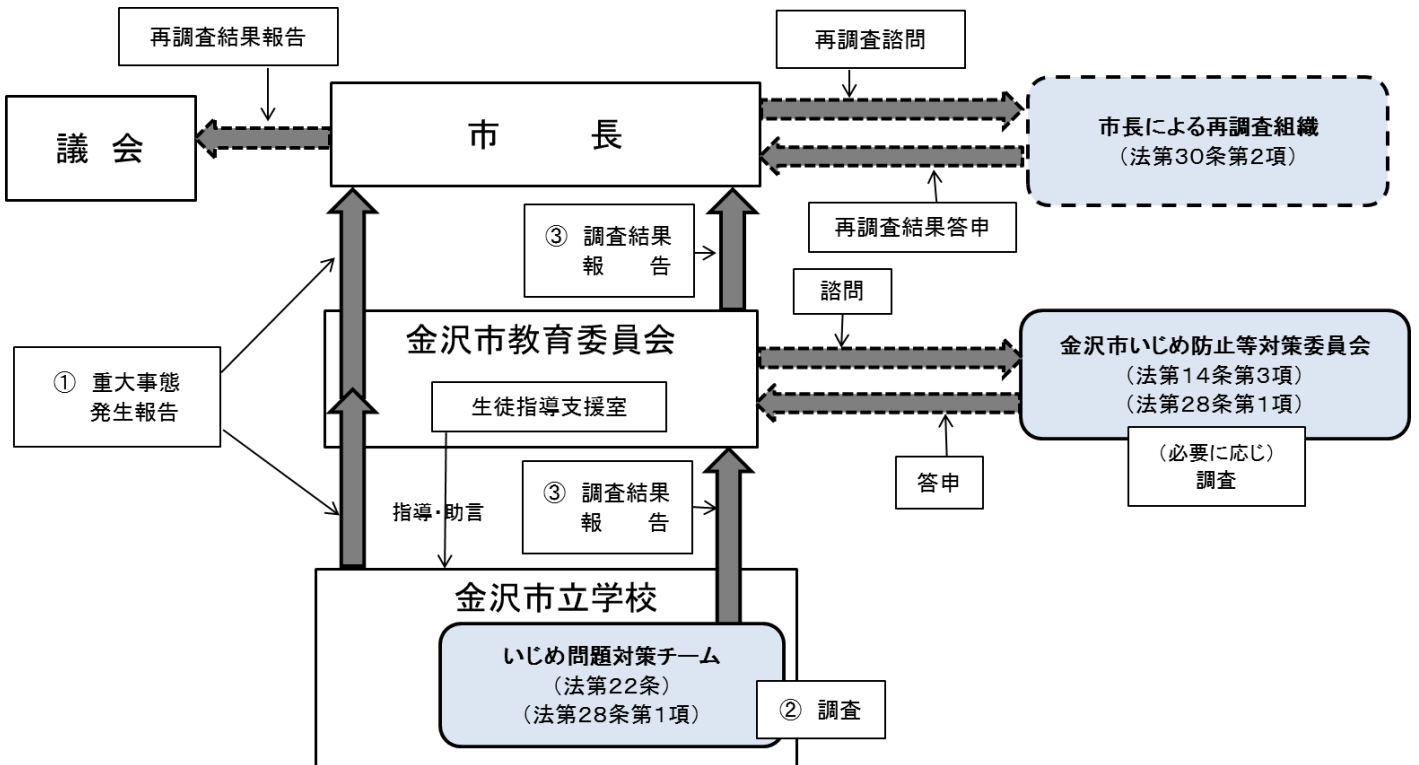 再調査結果報告
再調査諮問
議　会
市　　　長
市長による再調査組織
（法第30条第2項）
③ 調査結果
報　　告
再調査結果答申
諮問
① 重大事態
発生報告
金沢市教育委員会
生徒指導支援室
金沢市いじめ防止等対策委員会
（法第14条第3項）
（法第28条第1項）
（必要に応じ）
調査
答申
指導・助言
③ 調査結果
報　　告
金沢市立学校
いじめ問題対策チーム
（法第22条）
（法第28条第1項）
② 調査